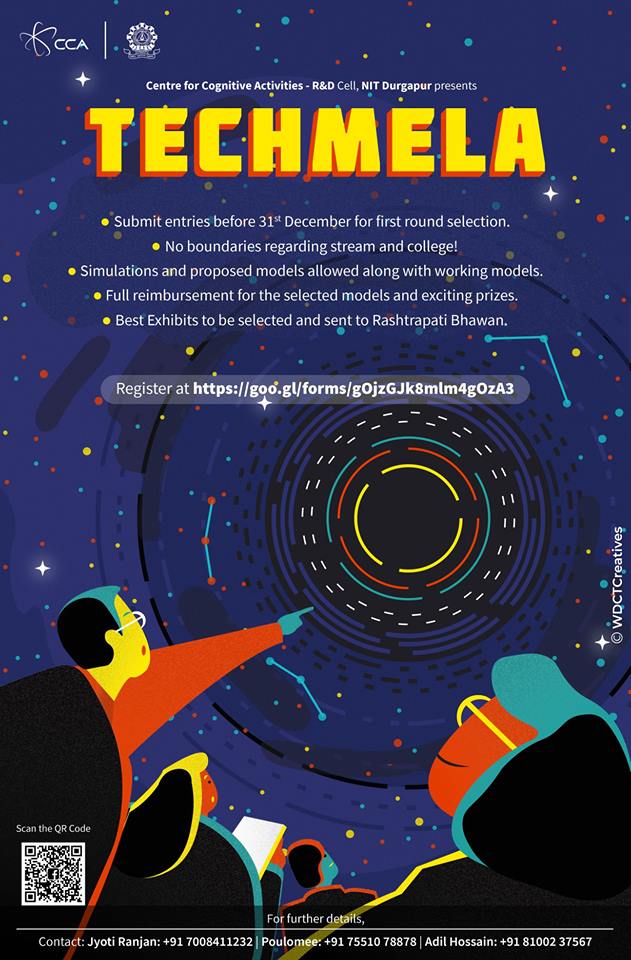 CCA
Centre for Cognitive Activities - R&D Cell, NIT Durgapur presents
TECHMELA
Submit entries before 31st December for first round selection.
No boundaries regarding stream and college!
Simulations and proposed models allowed along with working models.
Full reimbursement for the selected models and exciting prizes.
Best Exhibits to be selected and sent to Rashtrapati Bhawan.
Register at https://goo.gl/forms/gOjzGJk8mlm4gOzA3
© WDCTCreatives
Scan the QR Code
For further details,
Contact: Jyoti Ranjan: +91 7008411232 | Poulomee: +91 75510 78878 | Adil Hossain: +91 81002 37567